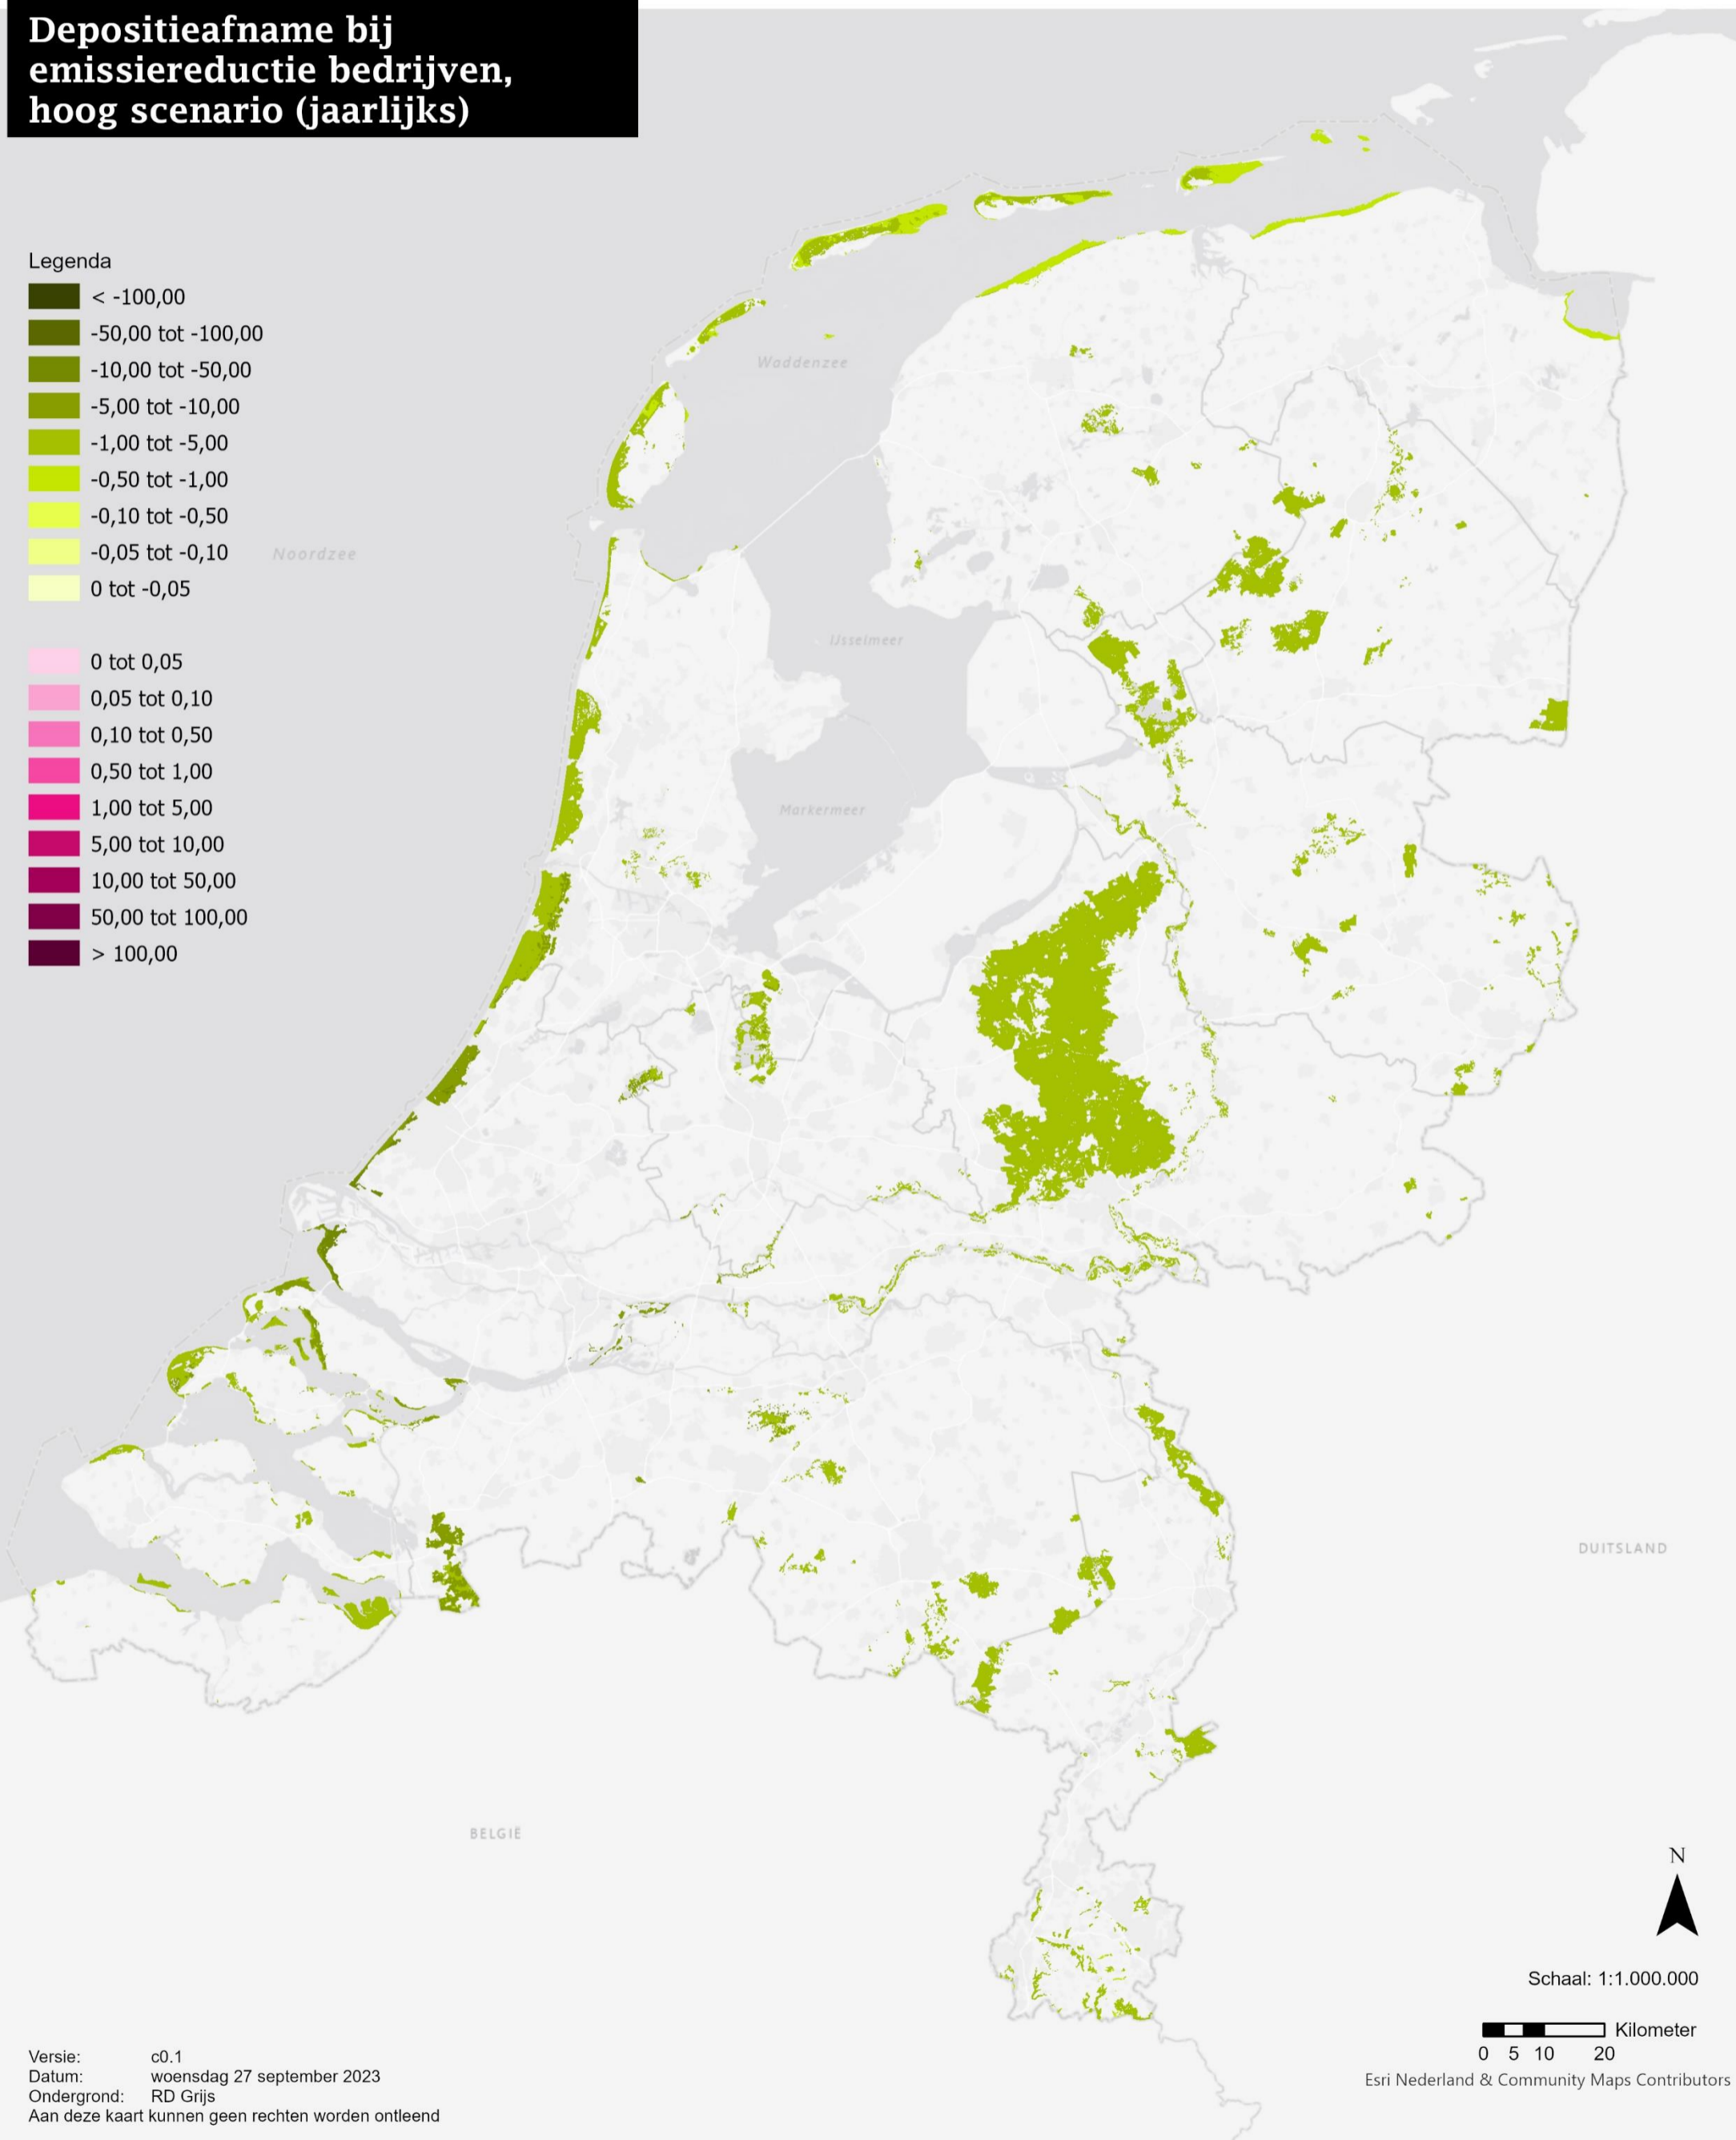 Depositieafname bij
emissiereductie bedrijven,
hoog scenario (jaarlijks)
Legenda
< -100,00
-50,00 tot -100,00
-10,00 tot -50,00
-5,00 tot -10,00
-1,00 tot -5,00
-0,50 tot -1,00
-0,10 tot -0,50
-0,05 tot -0,10
0 tot -0,05
0 tot 0,05
0,05 tot 0,10
0,10 tot 0,50
0,50 tot 1,00
1,00 tot 5,00
5,00 tot 10,00
10,00 tot 50,00
50,00 tot 100,00
> 100,00
Waddenzee
Noordzee
IJsselmeer
Markermeer
DUITSLAND
BELGIË
N
Schaal: 1:1.000.000
Kilometer
0 5 10 20
Esri Nederland & Community Maps Contributors
Versie: c0.1
Datum: woensdag 27 september 2023
Ondergrond: RD Grijs
Aan deze kaart kunnen geen rechten worden ontleend